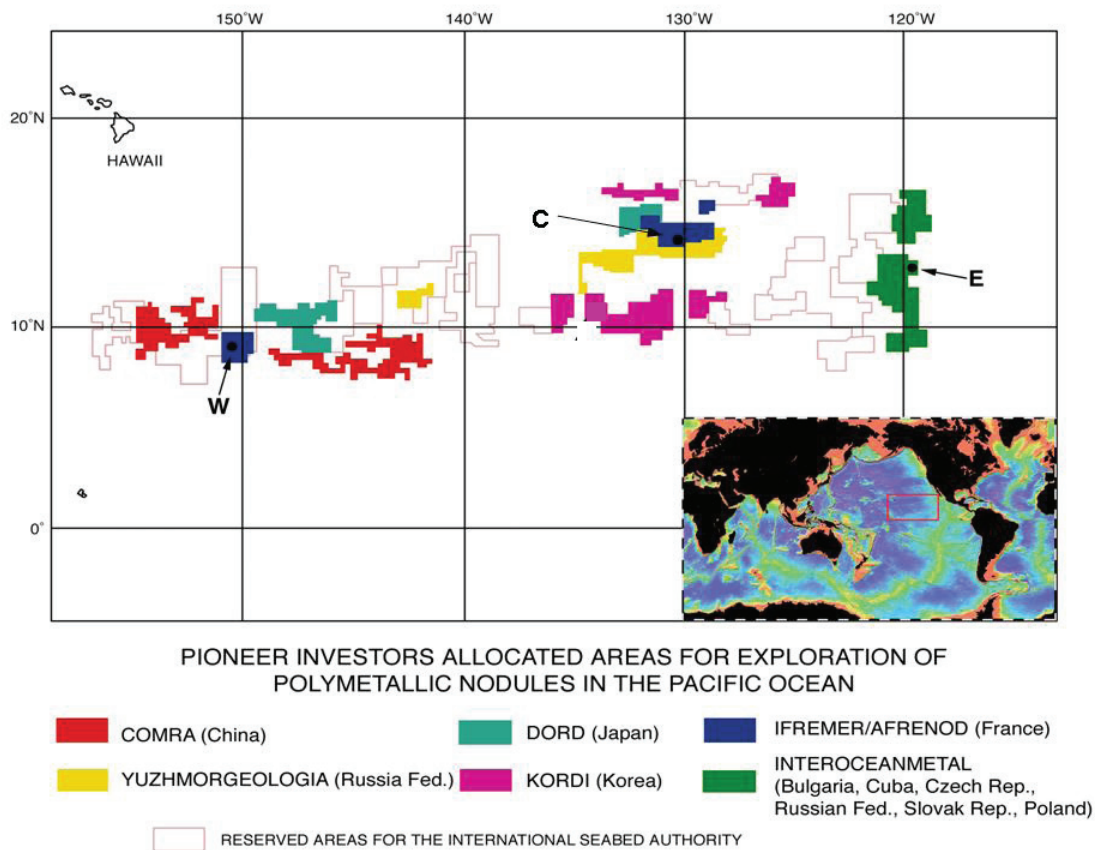 150°W
140°W
130°W
120°W
20°N
HAWAII
C
E
10°N
W
0°
PIONEER INVESTORS ALLOCATED AREAS FOR EXPLORATION OF
POLYMETALLIC NODULES IN THE PACIFIC OCEAN
COMRA (China)
DORD (Japan)
IFREMER/AFRENOD (France)
YUZHMORGEOLOGIA (Russia Fed.)
KORDI (Korea)
INTEROCEANMETAL
(Bulgaria, Cuba, Czech Rep.,
Russian Fed., Slovak Rep., Poland)
RESERVED AREAS FOR THE INTERNATIONAL SEABED AUTHORITY